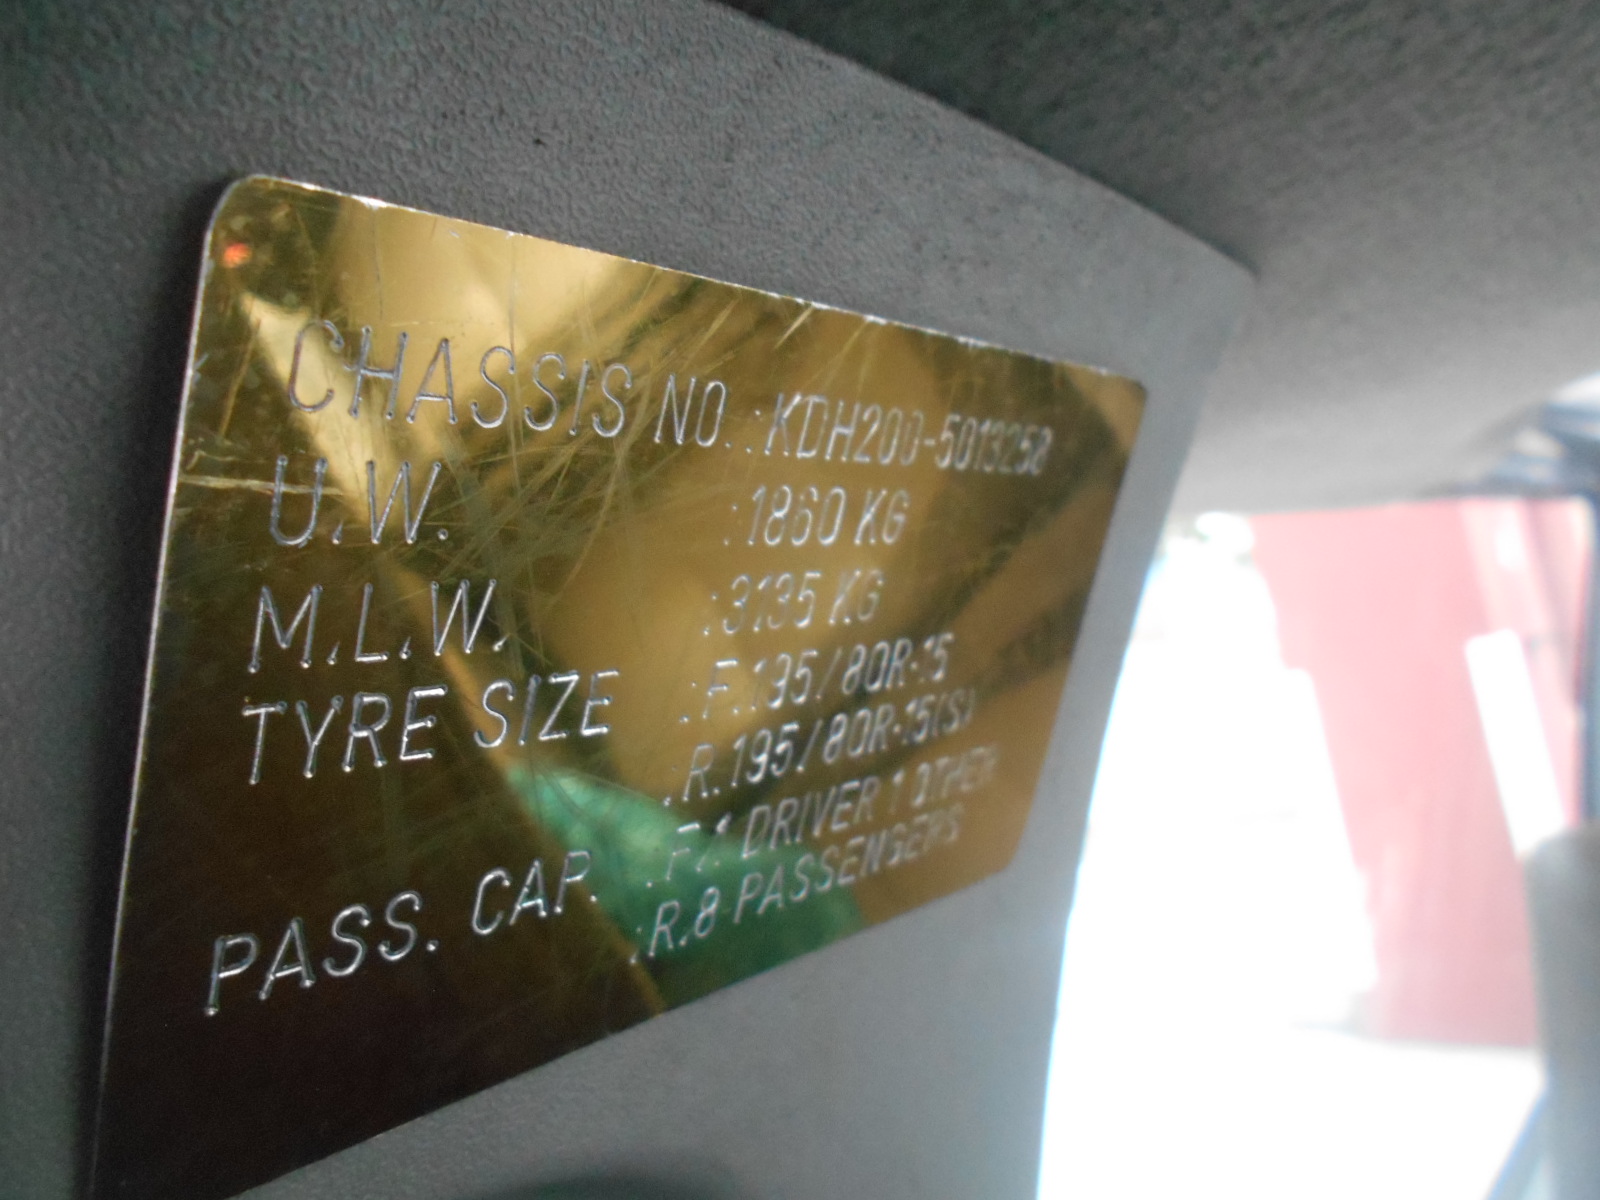 CHASSIS NO. :KDH200-5013258
U.W. :1860 KG
M.L.W. :3135 KG
TYRE SIZE :F.195/80R-15
:R.195/80R-15(S)
PASS. CAP. :F.1 DRIVER 1 OTHER
:R.8 PASSENGERS